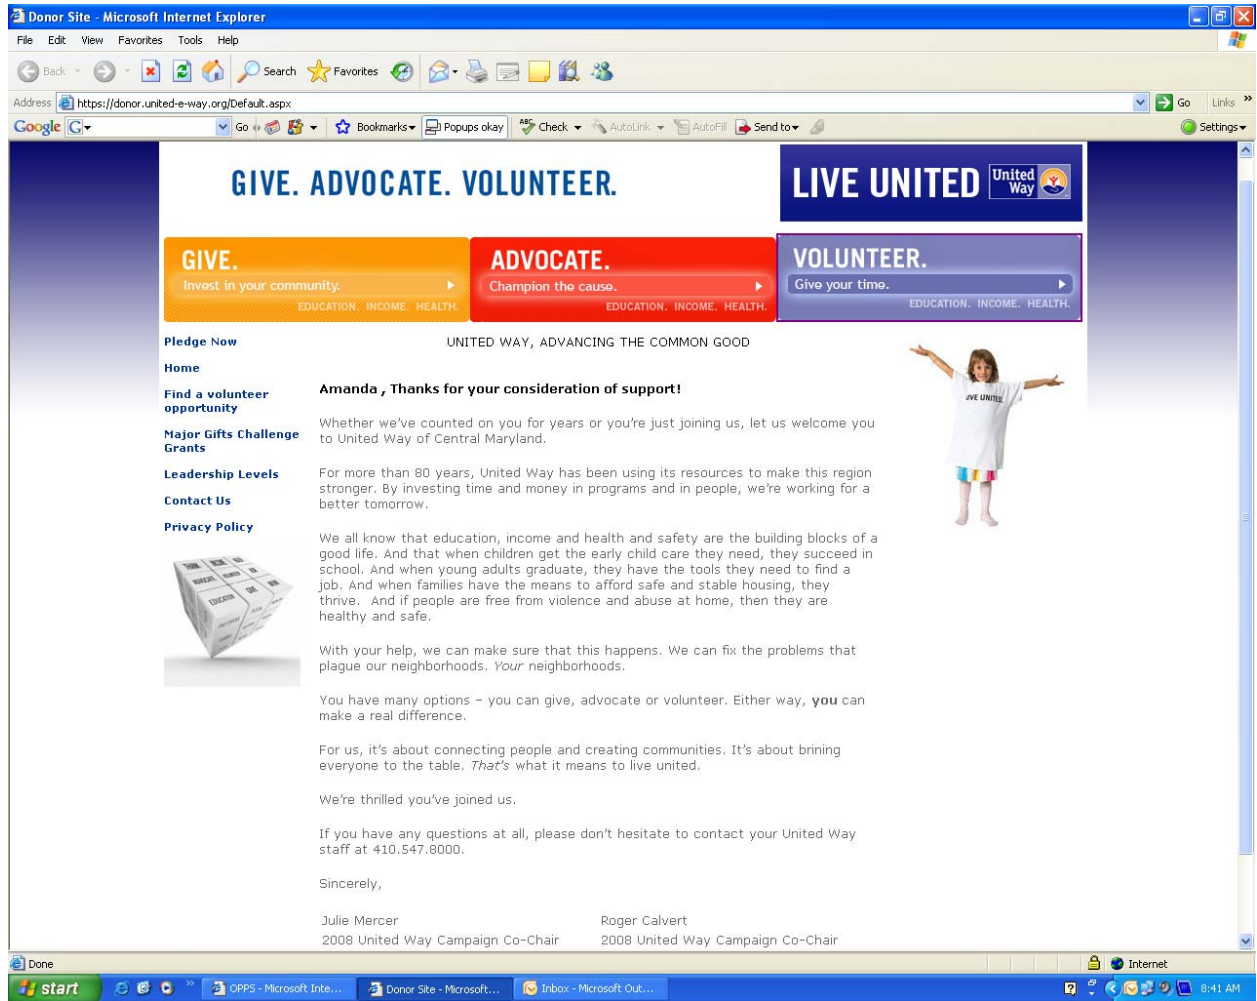 Donor Site - Microsoft Internet Explorer
File Edit View Favorites Tools Help
Back Search Favorites
Address https://donor.united-e-way.org/Default.aspx Go Links »
Google G Go Bookmarks Popups okay ABC Check AutoLink AutoFill Send to Settings
GIVE. ADVOCATE. VOLUNTEER.
LIVE UNITED United Way
GIVE.
Invest in your community.
EDUCATION. INCOME. HEALTH.
ADVOCATE.
Champion the cause.
EDUCATION. INCOME. HEALTH.
VOLUNTEER.
Give your time.
EDUCATION. INCOME. HEALTH.
Pledge Now
Home
Find a volunteer
opportunity
Major Gifts Challenge
Grants
Leadership Levels
Contact Us
Privacy Policy
UNITED WAY, ADVANCING THE COMMON GOOD
LIVE UNITED
Amanda , Thanks for your consideration of support!
Whether we've counted on you for years or you're just joining us, let us welcome you
to United Way of Central Maryland.
For more than 80 years, United Way has been using its resources to make this region
stronger. By investing time and money in programs and in people, we're working for a
better tomorrow.
We all know that education, income and health and safety are the building blocks of a
good life. And that when children get the early child care they need, they succeed in
school. And when young adults graduate, they have the tools they need to find a
job. And when families have the means to afford safe and stable housing, they
thrive. And if people are free from violence and abuse at home, then they are
healthy and safe.
With your help, we can make sure that this happens. We can fix the problems that
plague our neighborhoods. Your neighborhoods.
You have many options – you can give, advocate or volunteer. Either way, you can
make a real difference.
For us, it's about connecting people and creating communities. It's about brining
everyone to the table. That's what it means to live united.
We're thrilled you've joined us.
If you have any questions at all, please don't hesitate to contact your United Way
staff at 410.547.8000.
Sincerely,
Julie Mercer Roger Calvert
2008 United Way Campaign Co-Chair 2008 United Way Campaign Co-Chair
Done Internet
start OPPS - Microsoft Inte... Donor Site - Microsoft... Inbox - Microsoft Out... 8:41 AM